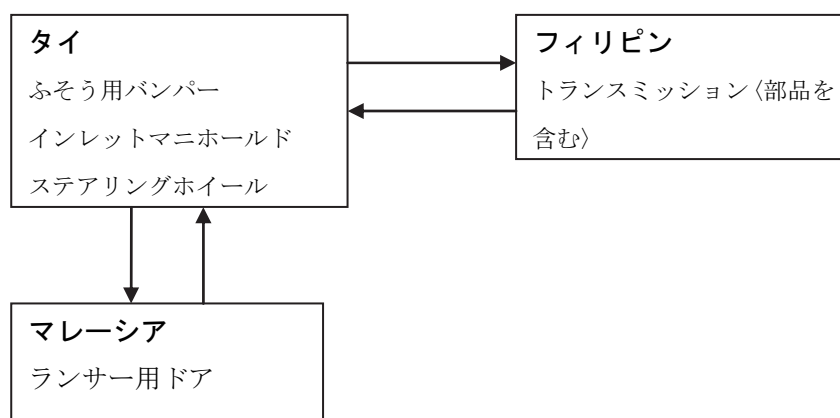 タイ
ふそう用バンパー
インレットマニホールド
ステアリングホイール
フィリピン
トランスミッション〈部品を
含む〉
マレーシア
ランサー用ドア